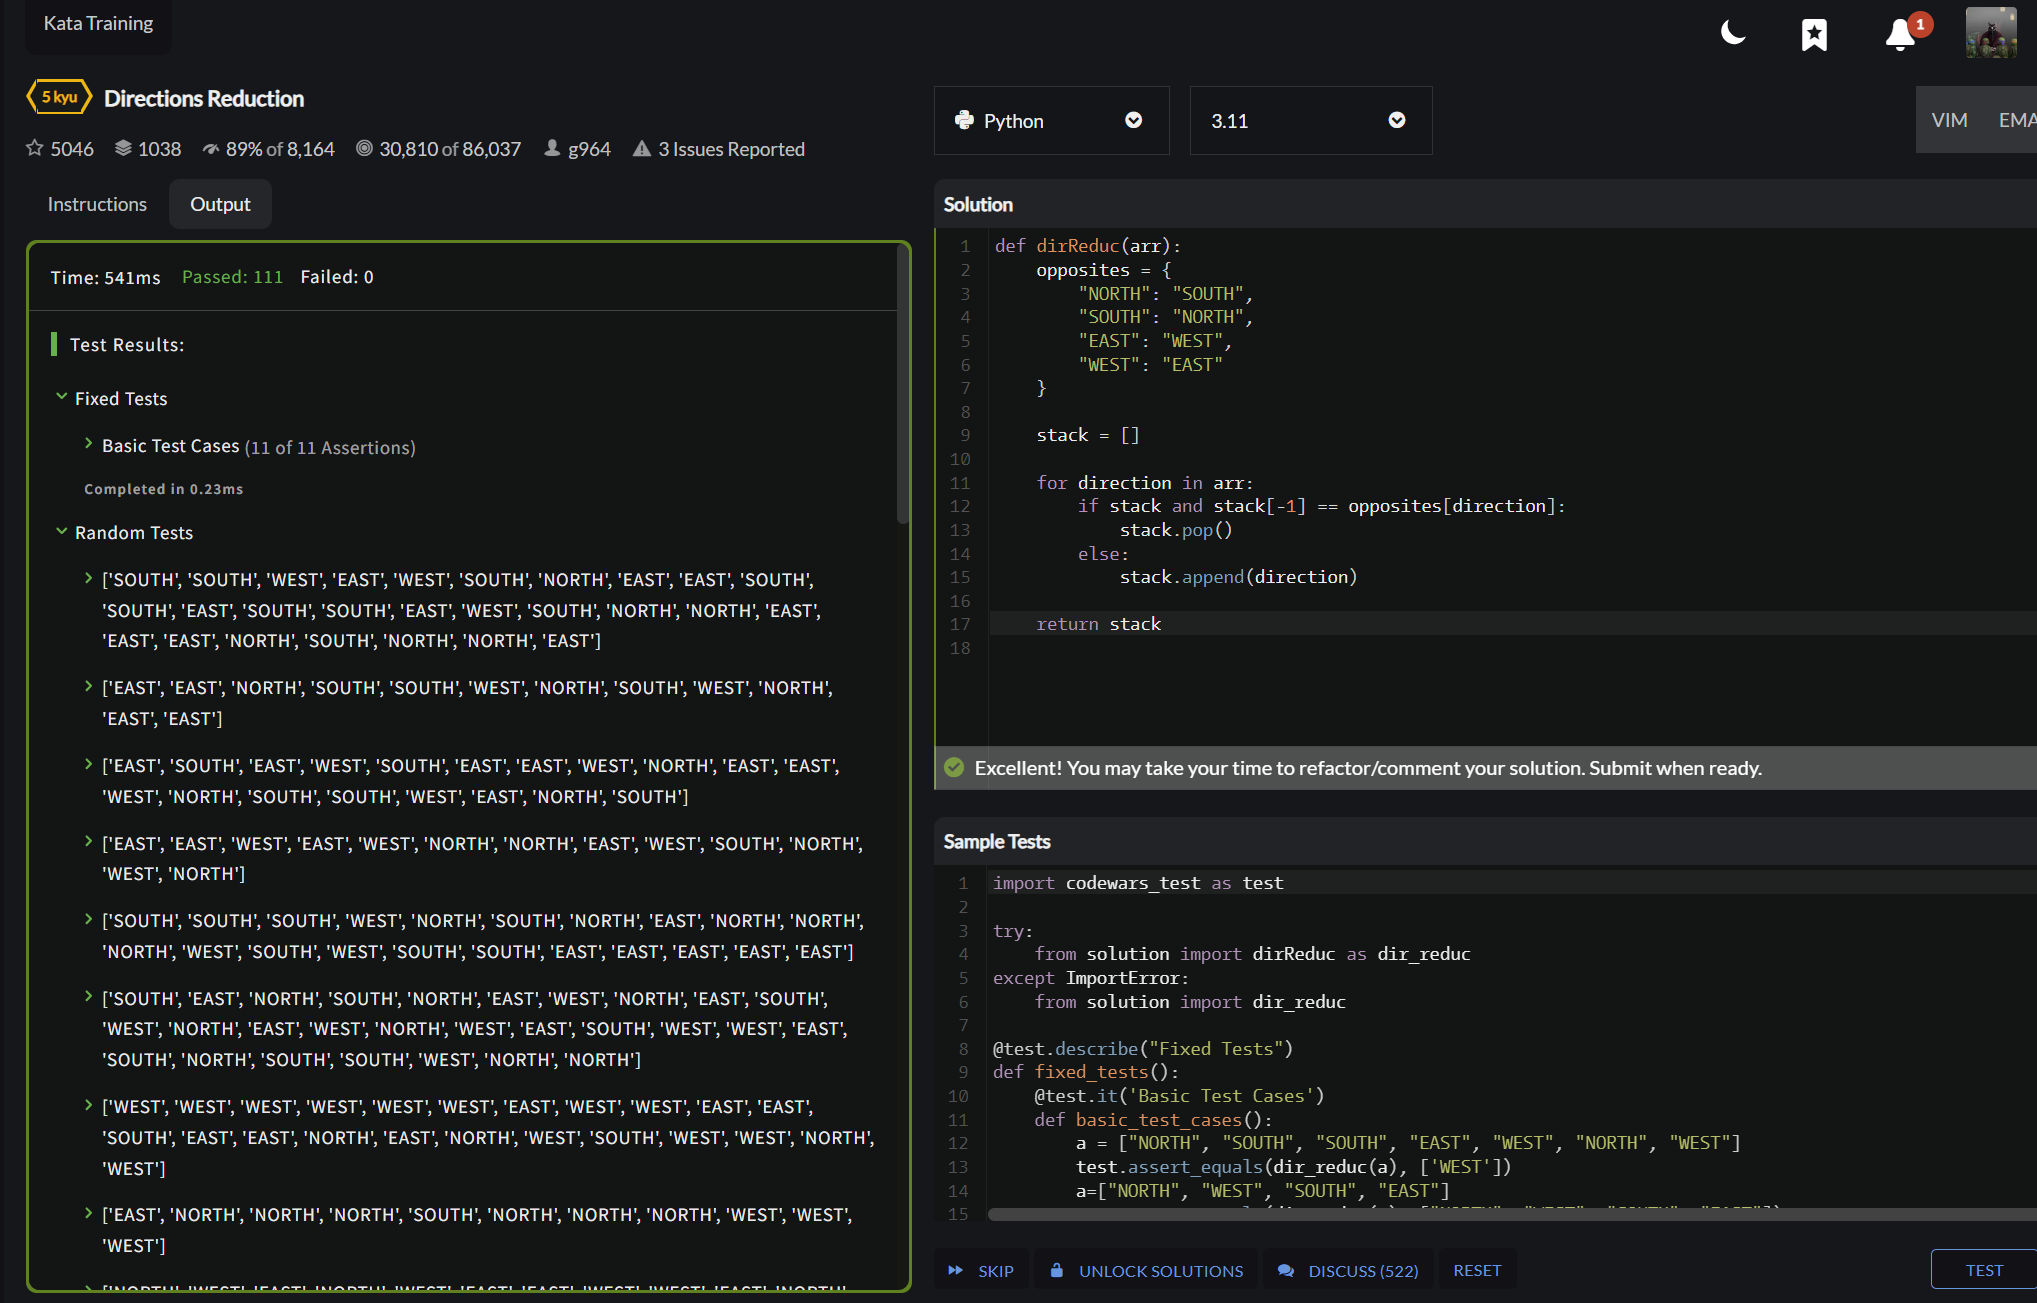 Kata Training
1
5 kyu
Directions Reduction
5046 1038 89% of 8,164 30,810 of 86,037 g964 3 Issues Reported
Instructions Output
Time: 541ms Passed: 111 Failed: 0
Test Results:
Fixed Tests
Basic Test Cases (11 of 11 Assertions)
Completed in 0.23ms
Random Tests
['SOUTH', 'SOUTH', 'WEST', 'EAST', 'WEST', 'SOUTH', 'NORTH', 'EAST', 'EAST', 'SOUTH',
'SOUTH', 'EAST', 'SOUTH', 'SOUTH', 'EAST', 'WEST', 'SOUTH', 'NORTH', 'NORTH', 'EAST',
'EAST', 'EAST', 'NORTH', 'SOUTH', 'NORTH', 'NORTH', 'EAST']
['EAST', 'EAST', 'NORTH', 'SOUTH', 'SOUTH', 'WEST', 'NORTH', 'SOUTH', 'WEST', 'NORTH',
'EAST', 'EAST']
['EAST', 'SOUTH', 'EAST', 'WEST', 'SOUTH', 'EAST', 'EAST', 'WEST', 'NORTH', 'EAST', 'EAST',
'WEST', 'NORTH', 'SOUTH', 'SOUTH', 'WEST', 'EAST', 'NORTH', 'SOUTH']
['EAST', 'EAST', 'WEST', 'EAST', 'WEST', 'NORTH', 'NORTH', 'EAST', 'WEST', 'SOUTH', 'NORTH',
'WEST', 'NORTH']
['SOUTH', 'SOUTH', 'SOUTH', 'WEST', 'NORTH', 'SOUTH', 'NORTH', 'EAST', 'NORTH', 'NORTH',
'NORTH', 'WEST', 'SOUTH', 'WEST', 'SOUTH', 'SOUTH', 'EAST', 'EAST', 'EAST', 'EAST', 'EAST']
['SOUTH', 'EAST', 'NORTH', 'SOUTH', 'NORTH', 'EAST', 'WEST', 'NORTH', 'EAST', 'SOUTH',
'WEST', 'NORTH', 'EAST', 'WEST', 'NORTH', 'WEST', 'EAST', 'SOUTH', 'WEST', 'WEST', 'EAST',
'SOUTH', 'NORTH', 'SOUTH', 'SOUTH', 'WEST', 'NORTH', 'NORTH']
['WEST', 'WEST', 'WEST', 'WEST', 'WEST', 'WEST', 'EAST', 'WEST', 'WEST', 'EAST', 'EAST',
'SOUTH', 'EAST', 'EAST', 'NORTH', 'EAST', 'NORTH', 'WEST', 'SOUTH', 'WEST', 'WEST', 'NORTH',
'WEST']
['EAST', 'NORTH', 'NORTH', 'NORTH', 'SOUTH', 'NORTH', 'NORTH', 'NORTH', 'WEST', 'WEST',
'WEST']
['NORTH', 'WEST', 'EAST', 'NORTH', 'WEST', 'EAST', 'EAST', 'WEST', 'WEST', 'EAST', 'NORTH',
Python
3.11
VIM EMA
Solution
1 def dirReduc(arr):
2 opposites = {
3 "NORTH": "SOUTH",
4 "SOUTH": "NORTH",
5 "EAST": "WEST",
6 "WEST": "EAST"
7 }
8
9 stack = []
10
11 for direction in arr:
12 if stack and stack[-1] == opposites[direction]:
13 stack.pop()
14 else:
15 stack.append(direction)
16
17 return stack
18
Excellent! You may take your time to refactor/comment your solution. Submit when ready.
Sample Tests
1 import codewars_test as test
2
3 try:
4 from solution import dirReduc as dir_reduc
5 except ImportError:
6 from solution import dir_reduc
7
8 @test.describe("Fixed Tests")
9 def fixed_tests():
10 @test.it('Basic Test Cases')
11 def basic_test_cases():
12 a = ["NORTH", "SOUTH", "SOUTH", "EAST", "WEST", "NORTH", "WEST"]
13 test.assert_equals(dir_reduc(a), ['WEST'])
14 a=["NORTH", "WEST", "SOUTH", "EAST"]
15
SKIP UNLOCK SOLUTIONS DISCUSS (522) RESET TEST